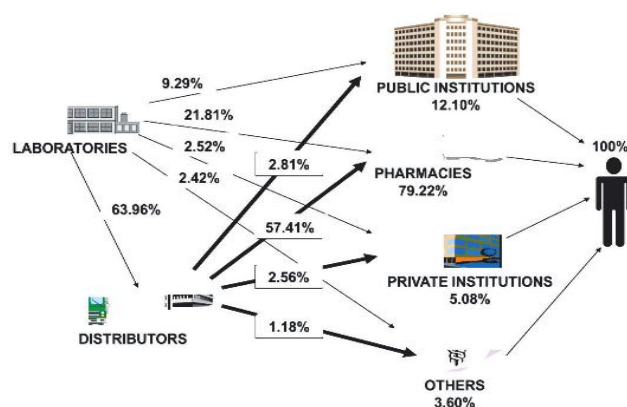 PUBLIC INSTITUTIONS
12.10%
9.29%
LABORATORIES
21.81%
2.52%
2.42%
2.81%
100%
PHARMACIES
79.22%
63.96%
57.41%
2.56%
PRIVATE INSTITUTIONS
5.08%
DISTRIBUTORS
1.18%
OTHERS
3.60%